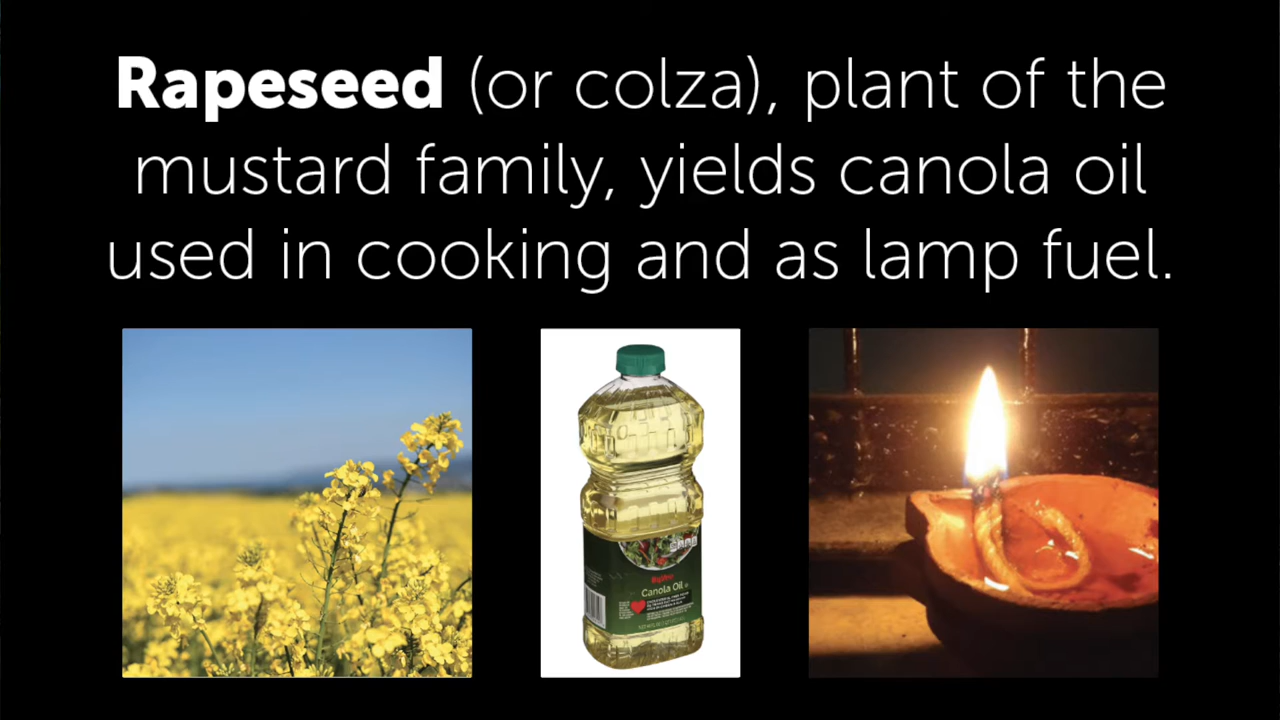 Rapeseed (or colza), plant of the
mustard family, yields canola oil
used in cooking and as lamp fuel.
Canola Oil